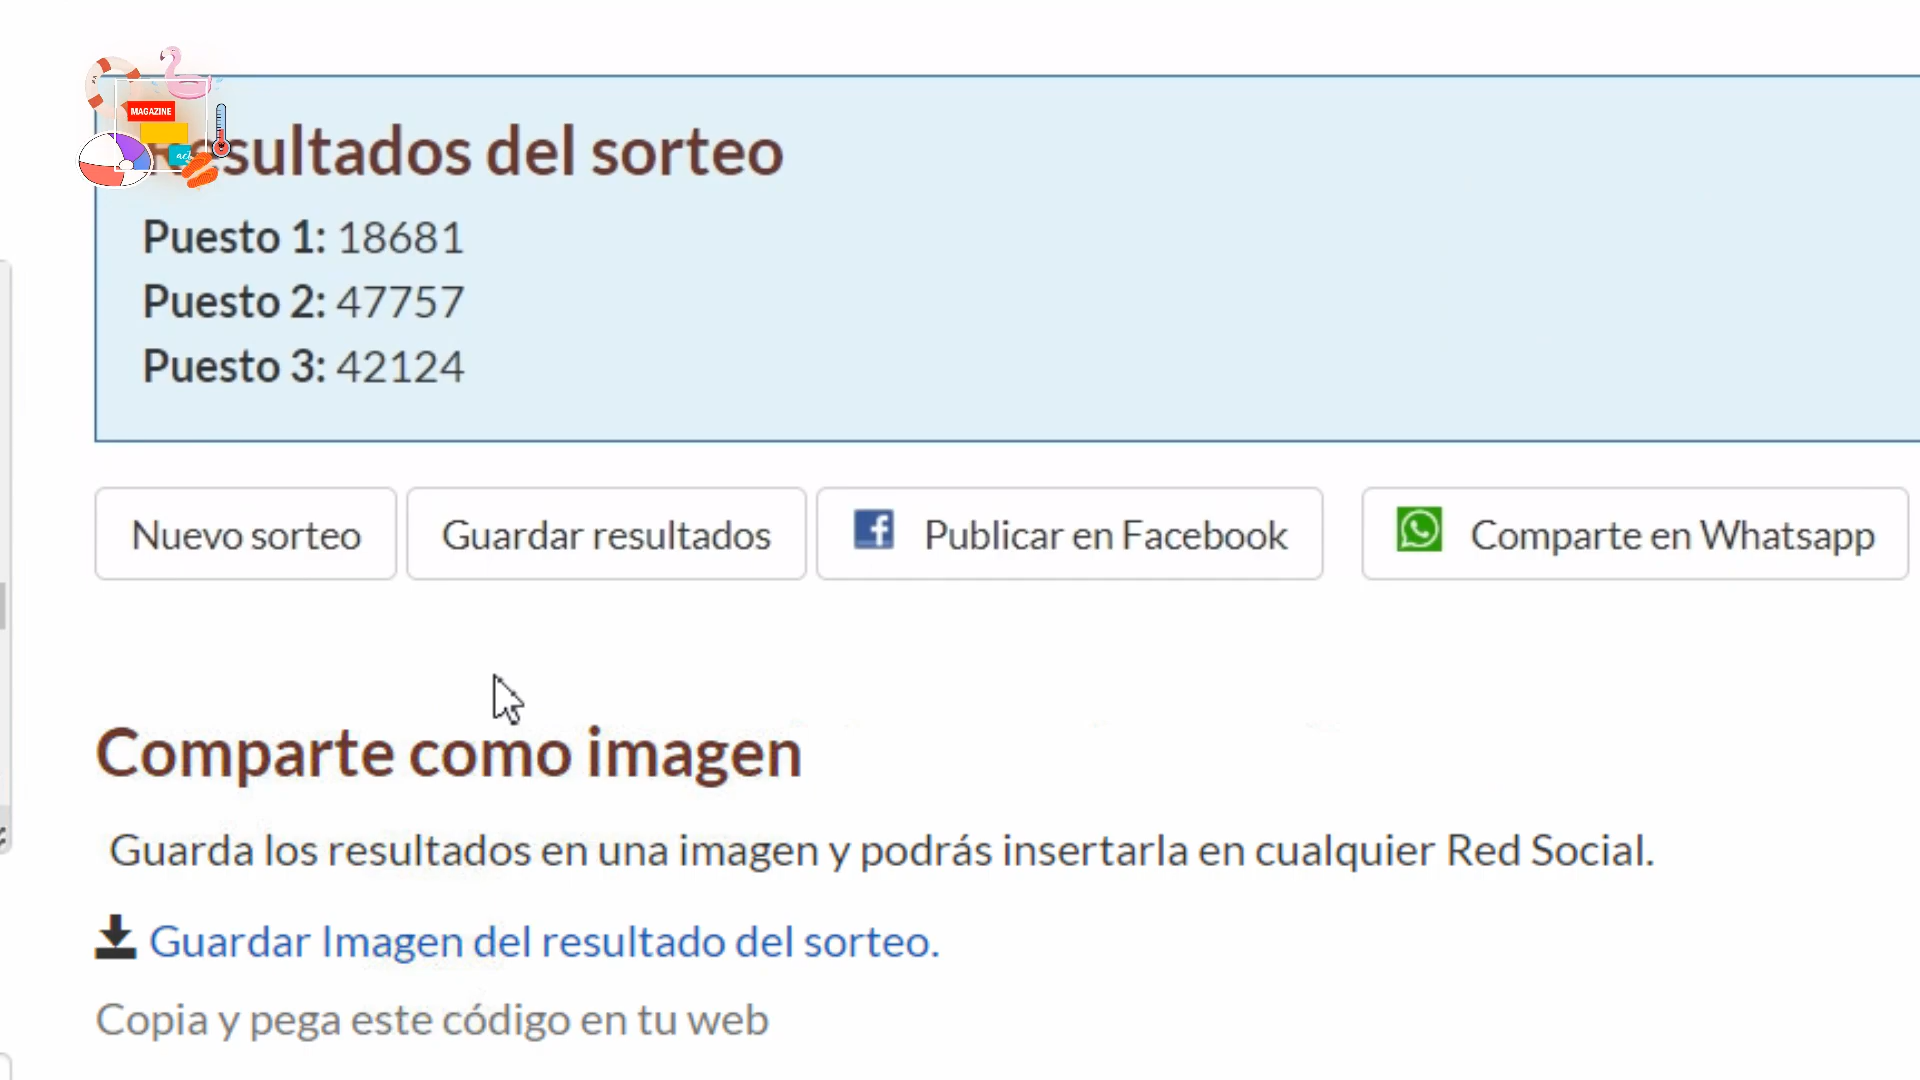 MAGAZINE
Resultados del sorteo
Puesto 1: 18681
Puesto 2: 47757
Puesto 3: 42124
Nuevo sorteo
Guardar resultados
Publicar en Facebook
Comparte en Whatsapp
Comparte como imagen
Guarda los resultados en una imagen y podrás insertarla en cualquier Red Social.
Guardar Imagen del resultado del sorteo.
Copia y pega este código en tu web